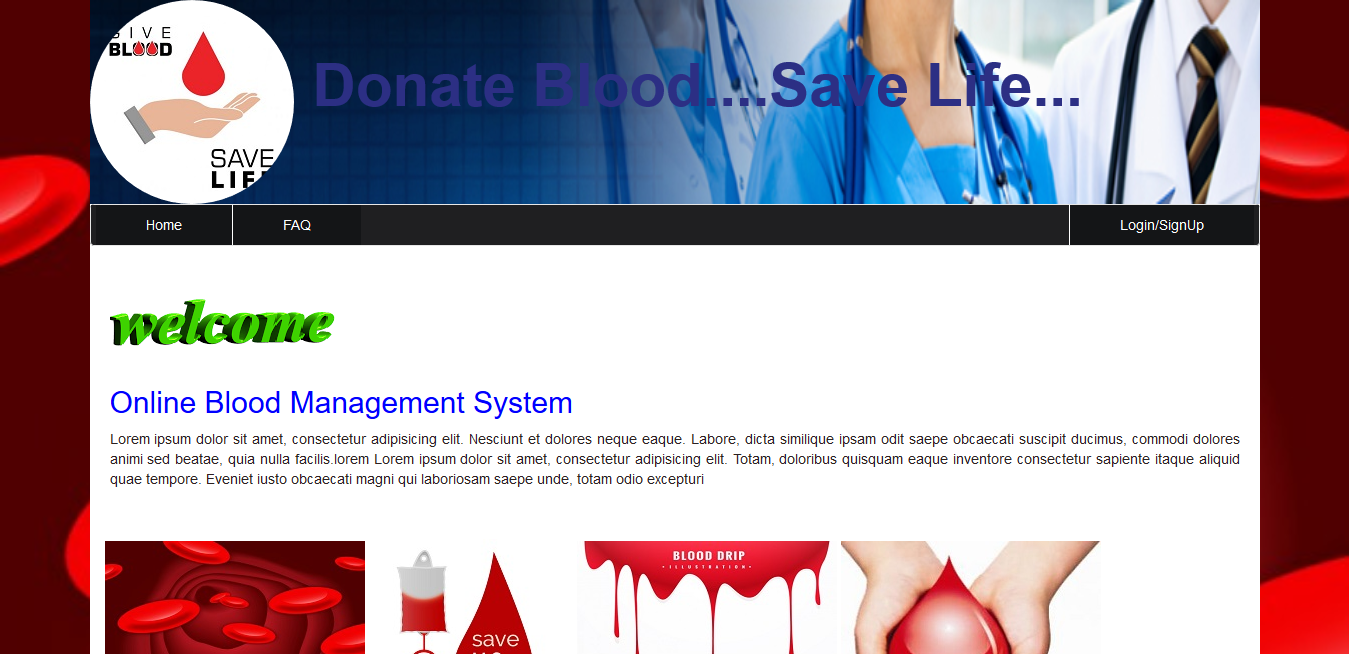 GIVE
BLOOD
SAVE
LIFE
Donate Blood....Save Life...
Home
FAQ
Login/SignUp
welcome
Online Blood Management System
Lorem ipsum dolor sit amet, consectetur adipisicing elit. Nesciunt et dolores neque eaque. Labore, dicta similique ipsam odit saepe obcaecati suscipit ducimus, commodi dolores
animi sed beatae, quia nulla facilis.lorem Lorem ipsum dolor sit amet, consectetur adipisicing elit. Totam, doloribus quisquam eaque inventore consectetur sapiente itaque aliquid
quae tempore. Eveniet iusto obcaecati magni qui laboriosam saepe unde, totam odio excepturi
BLOOD DRIP
• ILLUSTRATION •
save